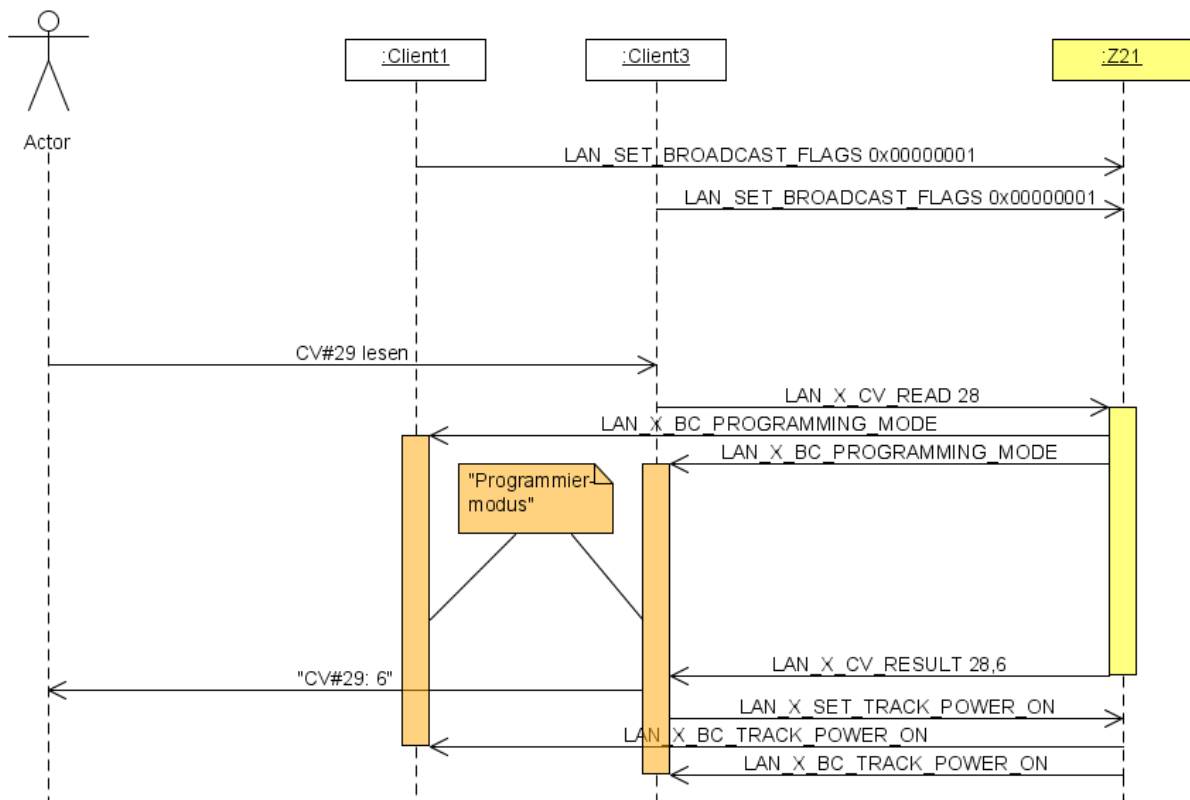 :Client1
:Client3
:Z21
Actor
LAN_SET_BROADCAST_FLAGS 0x00000001
LAN_SET_BROADCAST_FLAGS 0x00000001
CV#29 lesen
LAN_X_CV_READ 28
LAN_X_BC_PROGRAMMING_MODE
LAN_X_BC_PROGRAMMING_MODE
"Programmier-
modus"
LAN_X_CV_RESULT 28,6
"CV#29: 6"
LAN_X_SET_TRACK_POWER_ON
LAN_X_BC_TRACK_POWER_ON
LAN_X_BC_TRACK_POWER_ON